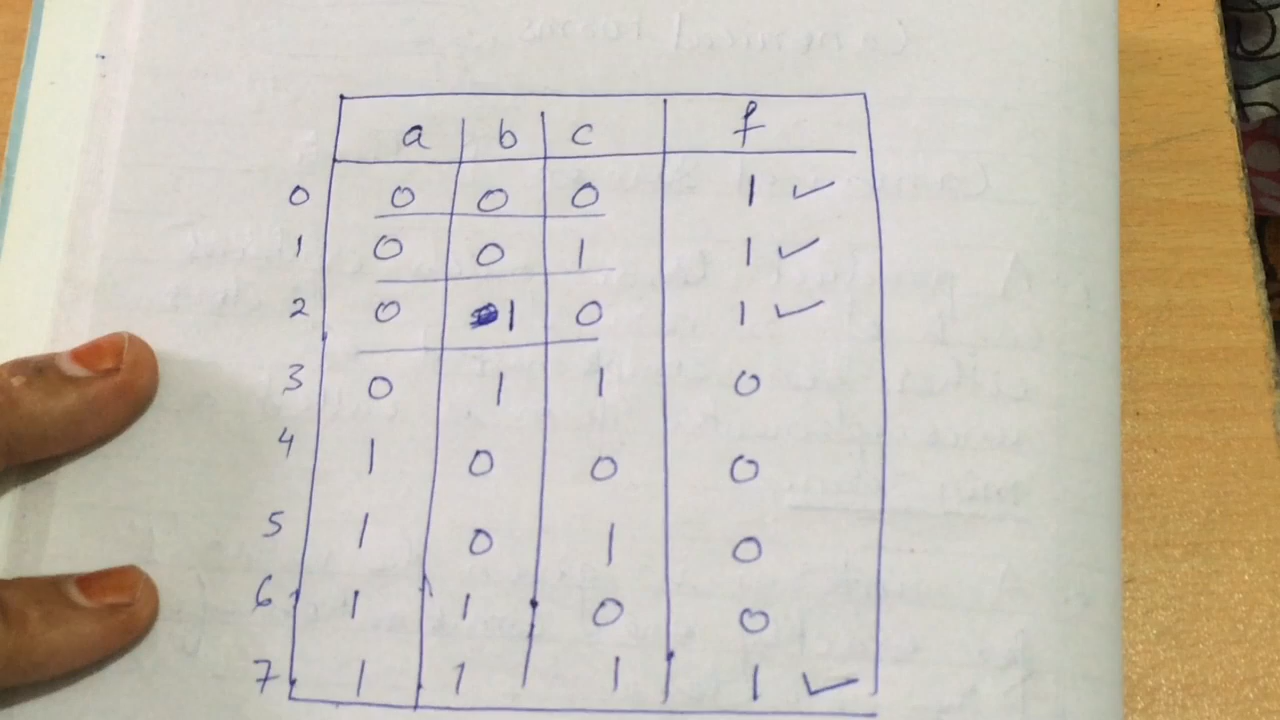 a b c f
0 0 0 0 1 ✓
1 0 0 1 1 ✓
2 0 1 0 1 ✓
3 0 1 1 0
4 1 0 0 0
5 1 0 1 0
6 1 1 0 0
7 1 1 1 1 ✓